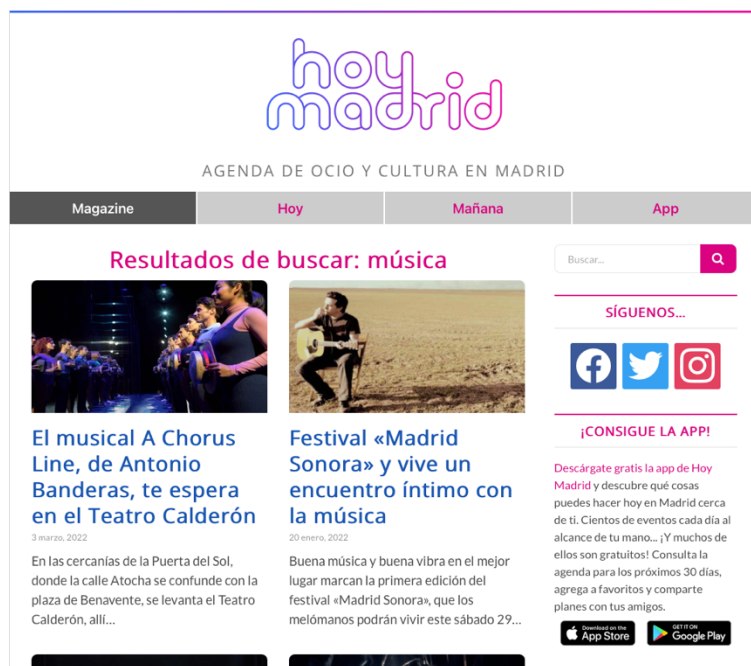 hoy
madrid
AGENDA DE OCIO Y CULTURA EN MADRID
Magazine
Hoy
Mañana
App
Resultados de buscar: música
El musical A Chorus
Line, de Antonio
Banderas, te espera
en el Teatro Calderón
3 marzo, 2022
En las cercanías de la Puerta del Sol,
donde la calle Atocha se confunde con la
plaza de Benavente, se levanta el Teatro
Calderón, allí...
Festival «Madrid
Sonora» y vive un
encuentro íntimo con
la música
20 enero, 2022
Buena música y buena vibra en el mejor
lugar marcan la primera edición del
festival «Madrid Sonora», que los
melómanos podrán vivir este sábado 29...
Buscar...
SÍGUENOS...
¡CONSIGUE LA APP!
Descárgate gratis la app de Hoy
Madrid y descubre qué cosas
puedes hacer hoy en Madrid cerca
de ti. Cientos de eventos cada día al
alcance de tu mano... ¡Y muchos de
ellos son gratuitos! Consulta la
agenda para los próximos 30 días,
agrega a favoritos y comparte
planes con tus amigos.
Download on the
App Store
GET IT ON
Google Play